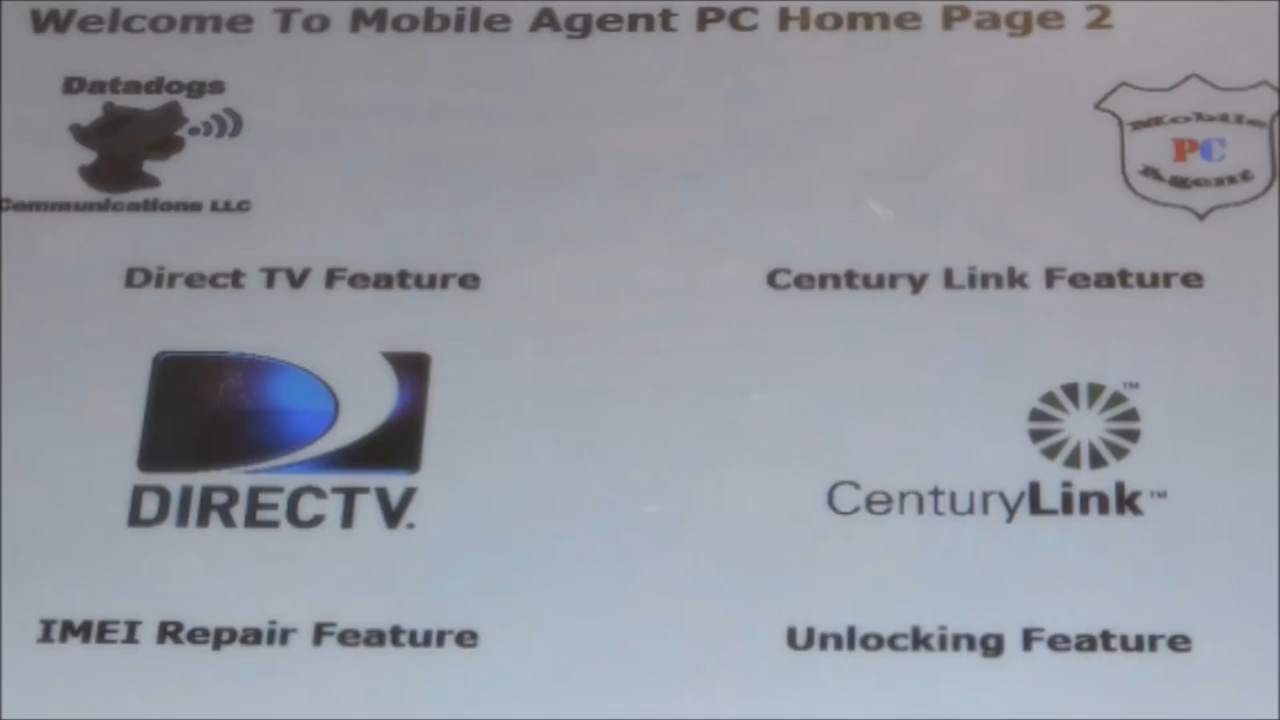 Welcome To Mobile Agent PC Home Page 2
Datadogs
Communications LLC
Mobile
PC
Agent
Direct TV Feature
Century Link Feature
DIRECTV.
CenturyLink™
IMEI Repair Feature
Unlocking Feature